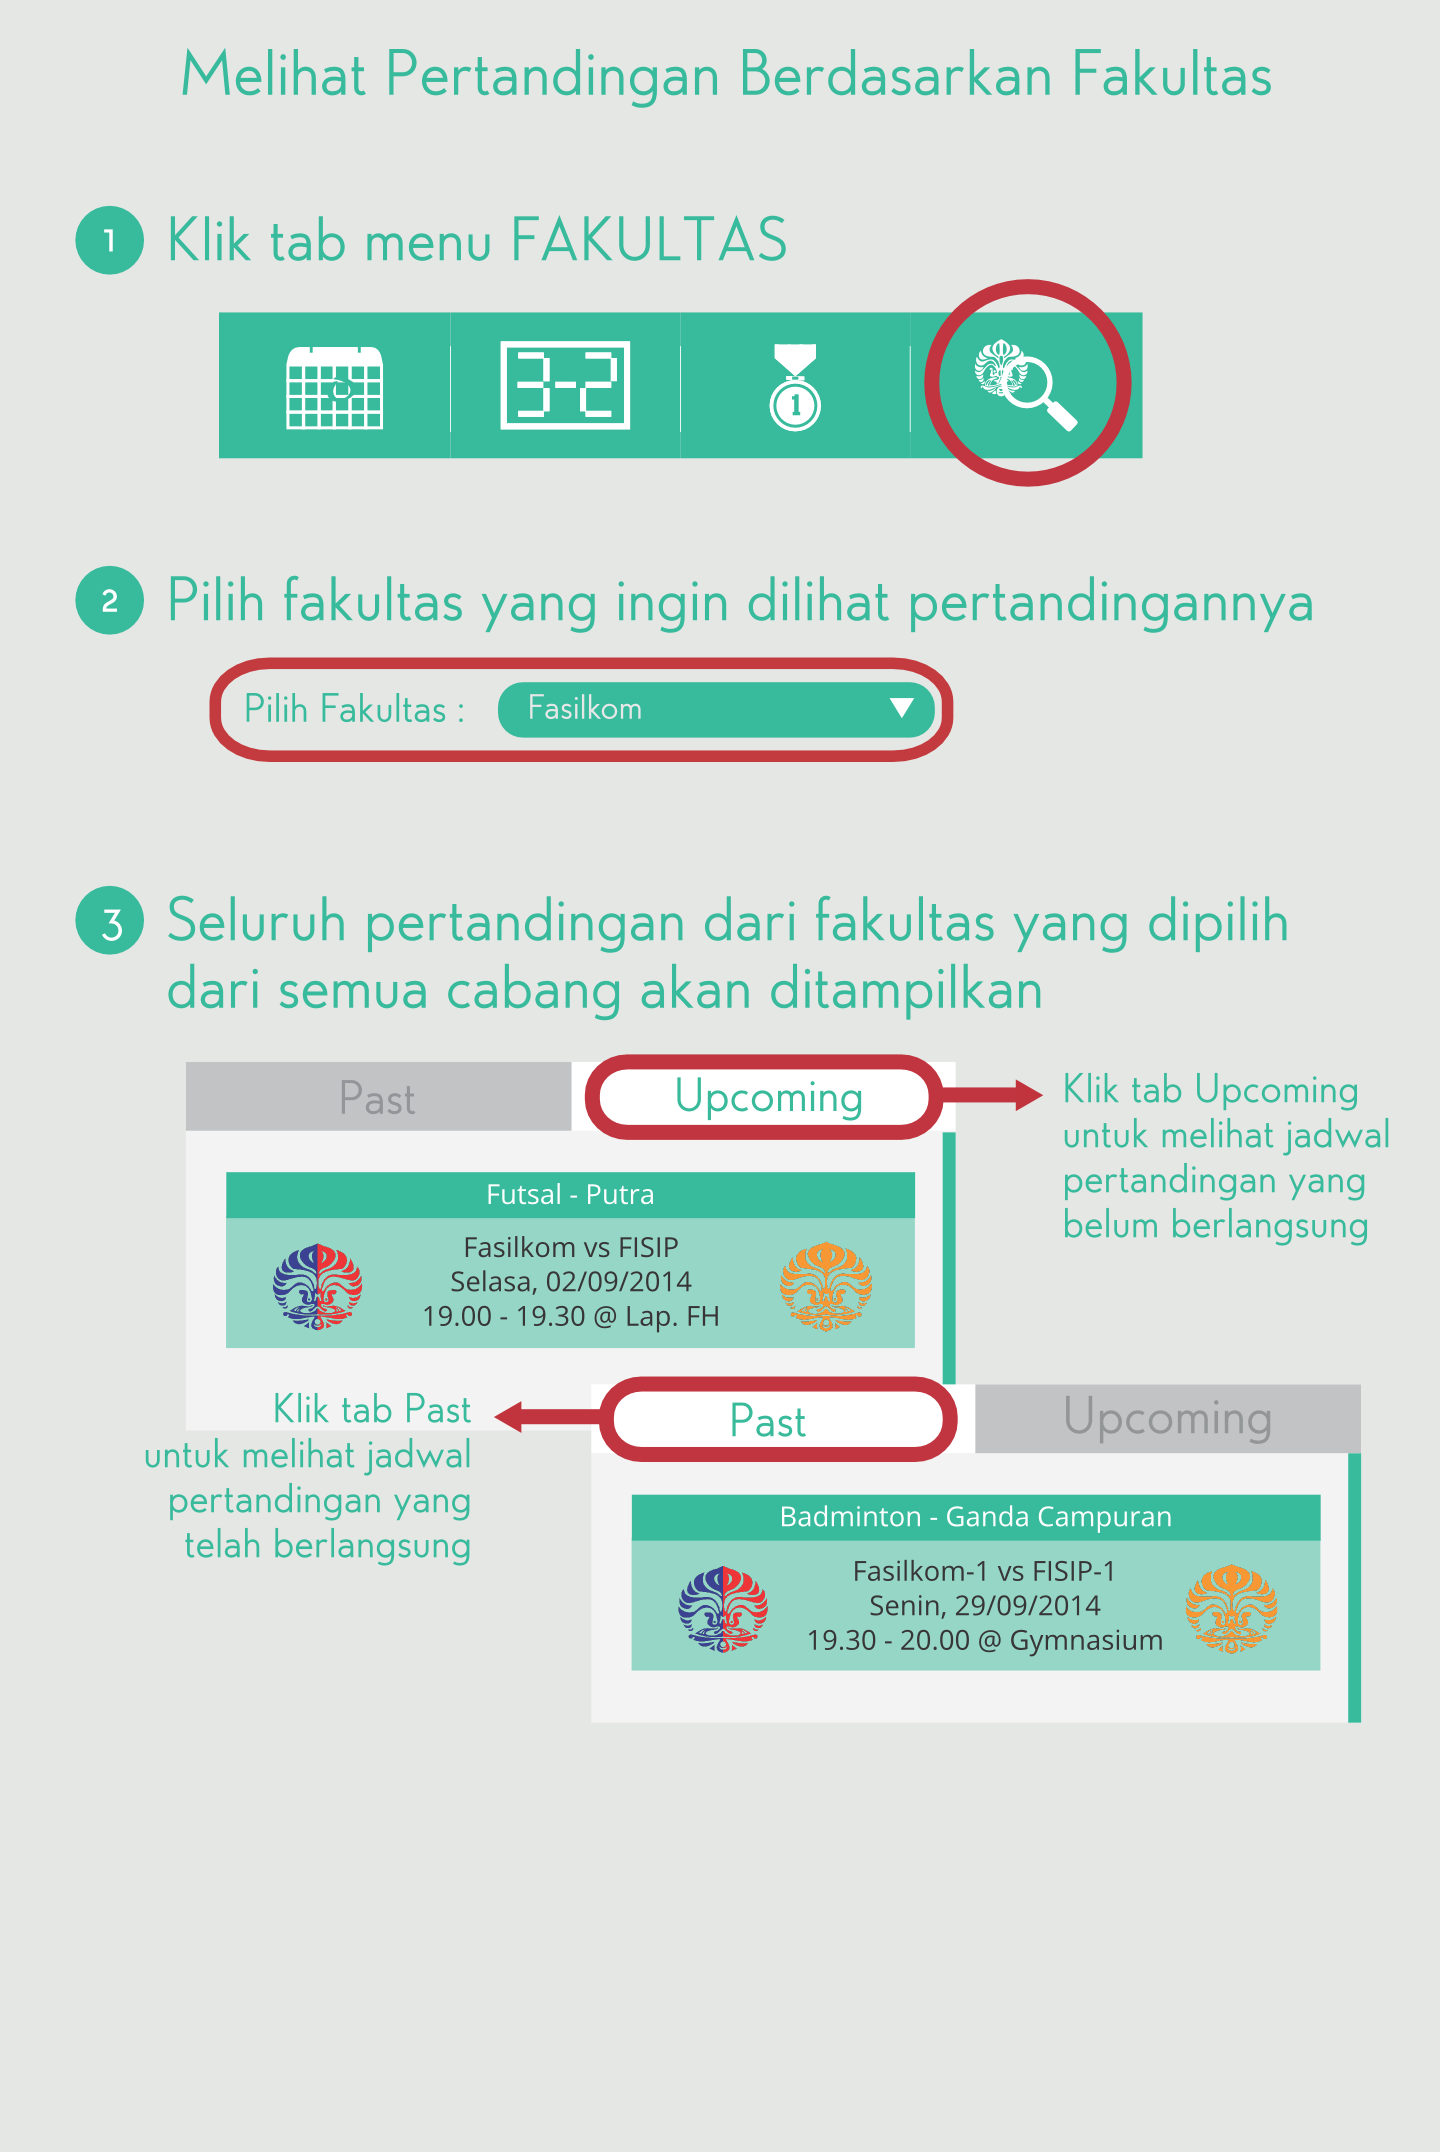 Melihat Pertandingan Berdasarkan Fakultas
1
Klik tab menu FAKULTAS
3-2
1
2
Pilih fakultas yang ingin dilihat pertandingannya
Pilih Fakultas :
Fasilkom
3
Seluruh pertandingan dari fakultas yang dipilih
dari semua cabang akan ditampilkan
Past
Upcoming
Klik tab Upcoming
untuk melihat jadwal
pertandingan yang
belum berlangsung
Futsal - Putra
Fasilkom vs FISIP
Selasa, 02/09/2014
19.00 - 19.30 @ Lap. FH
Klik tab Past
untuk melihat jadwal
pertandingan yang
telah berlangsung
Past
Upcoming
Badminton - Ganda Campuran
Fasilkom-1 vs FISIP-1
Senin, 29/09/2014
19.30 - 20.00 @ Gymnasium